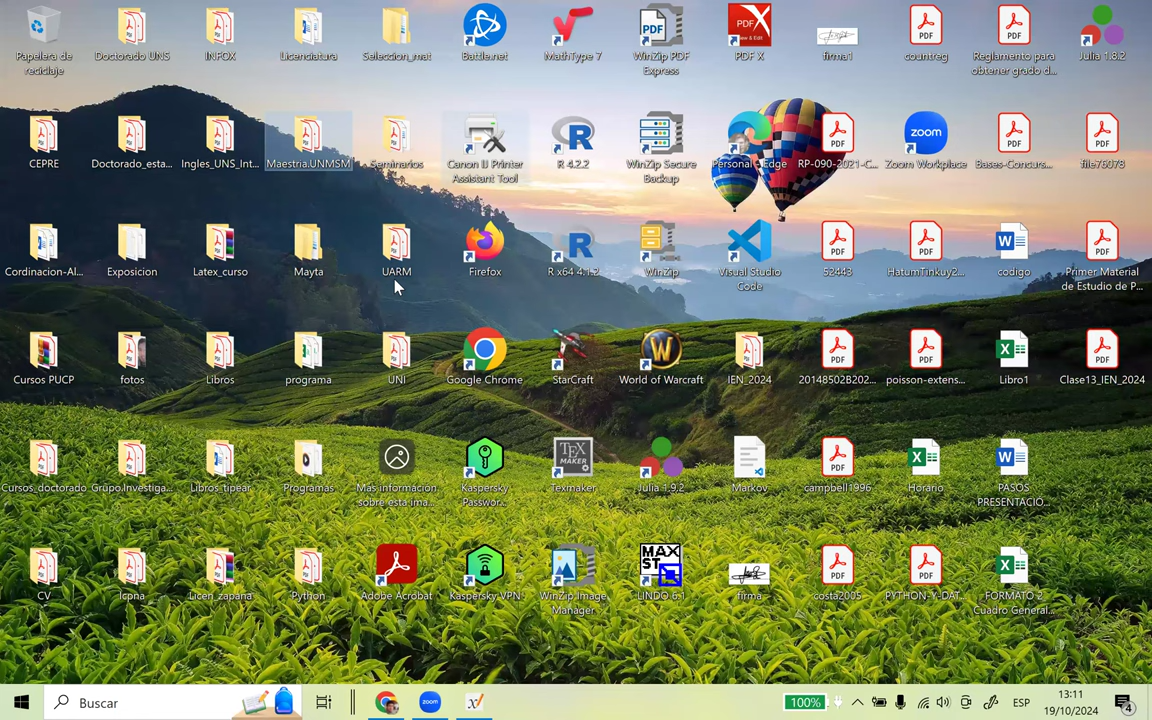 Papelera de
reciclaje
Doctorado UNS
INFOX
Licenciatura
Seleccion_mat
Battle.net
MathType 7
WinZip PDF
Express
PDF X
firma1
countreg
Reglamento para
obtener grado d...
Julia 1.8.2
CEPRE
Doctorado_esta...
Ingles_UNS_Int...
Maestria.UNMSM
Seminarios
Canon IJ Printer
Assistant Tool
R 4.2.2
WinZip Secure
Backup
Personal - Edge
RP-090-2021-C...
Zoom Workplace
Bases-Concurs...
file76078
Cordinacion-Al...
Exposicion
Latex_curso
Mayta
UARM
Firefox
R x64 4.1.2
WinZip
Visual Studio
Code
52443
HatumTinkuy2...
codigo
Primer Material
de Estudio de P...
Cursos PUCP
fotos
Libros
programa
UNI
Google Chrome
StarCraft
World of Warcraft
IEN_2024
20148502B202...
poisson-extens...
Libro1
Clase13_IEN_2024
Cursos_doctorado
Grupo.Investiga...
Libros_tipear
Programas
Más información
sobre esta ima...
Kaspersky
Passwor...
Texmaker
Julia 1.9.2
Markov
campbell1996
Horario
PASOS
PRESENTACIO...
CV
Icpna
Licen_zapana
Python
Adobe Acrobat
Kaspersky VPN
WinZip Image
Manager
LINDO 6.1
firma
costa2005
PYTHON-Y-DAT...
FORMATO 2
Cuadro General...
Buscar
zoom
100%
ESP
13:11
19/10/2024
4